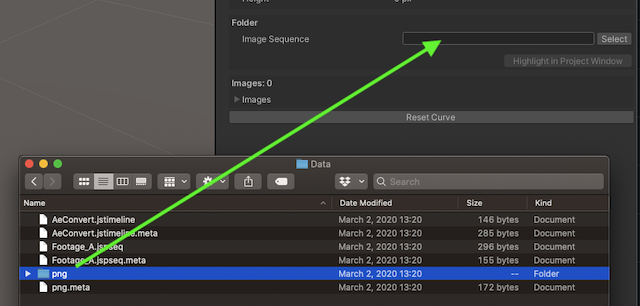 Folder
Image Sequence
Select
Highlight in Project Window
Images: 0
Images
Reset Curve
Data
Search
Name Date Modified Size Kind
AeConvert.jstimeline March 2, 2020 13:20 146 bytes Document
AeConvert.jstimeline.meta March 2, 2020 13:20 285 bytes Document
Footage_A.jspseq March 2, 2020 13:20 296 bytes Document
Footage_A.jspseq.meta March 2, 2020 13:20 155 bytes Document
png March 2, 2020 13:20 -- Folder
png.meta March 2, 2020 13:20 172 bytes Document